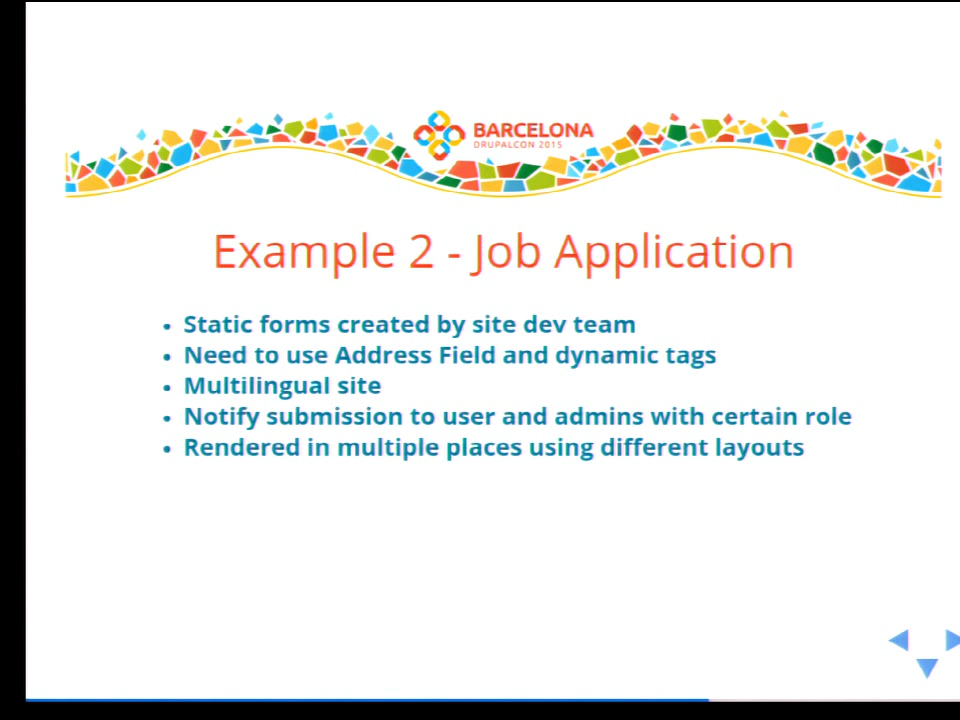 BARCELONA
DRUPALCON 2015
Example 2 - Job Application
• Static forms created by site dev team
• Need to use Address Field and dynamic tags
• Multilingual site
• Notify submission to user and admins with certain role
• Rendered in multiple places using different layouts